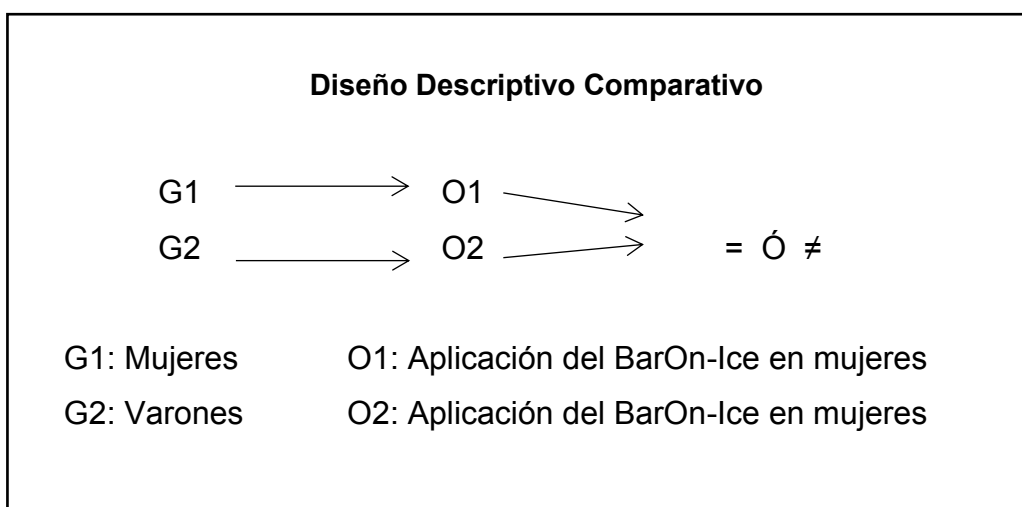 Diseño Descriptivo Comparativo
G1 O1
G2 O2 = Ó ≠
G1: Mujeres O1: Aplicación del BarOn-Ice en mujeres
G2: Varones O2: Aplicación del BarOn-Ice en mujeres